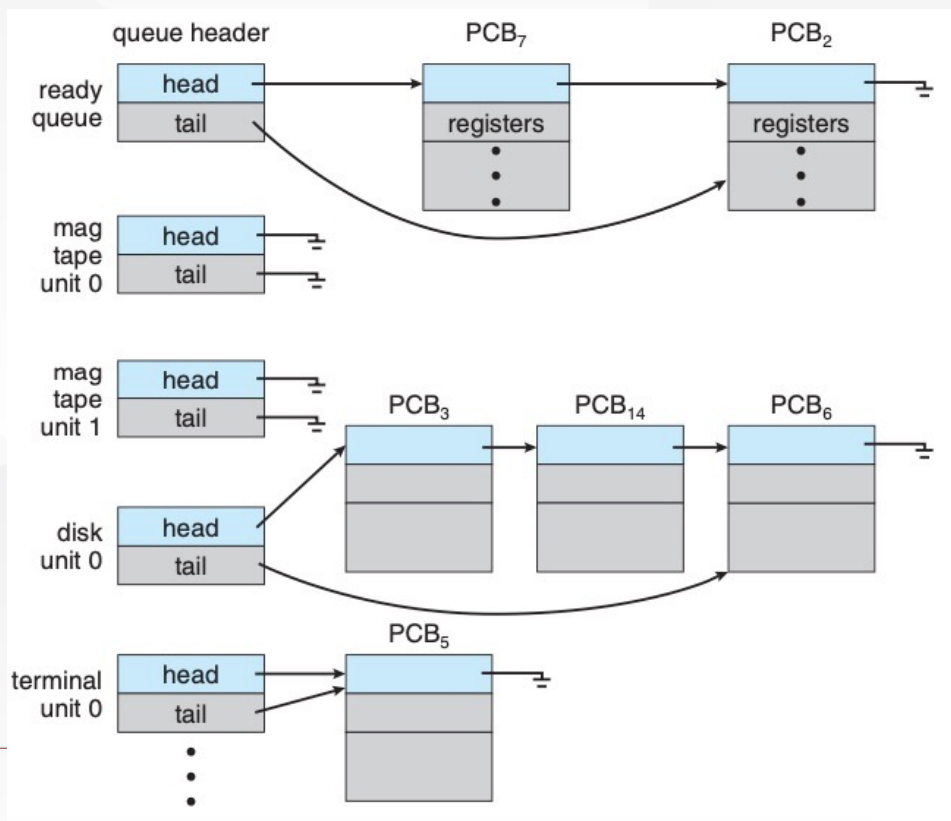 queue header PCB₇ PCB₂
ready
queue
head
tail
registers
registers
mag
tape
unit 0
head
tail
mag
tape
unit 1
head
tail
PCB₃ PCB₁₄ PCB₆
disk
unit 0
head
tail
PCB₅
terminal
unit 0
head
tail